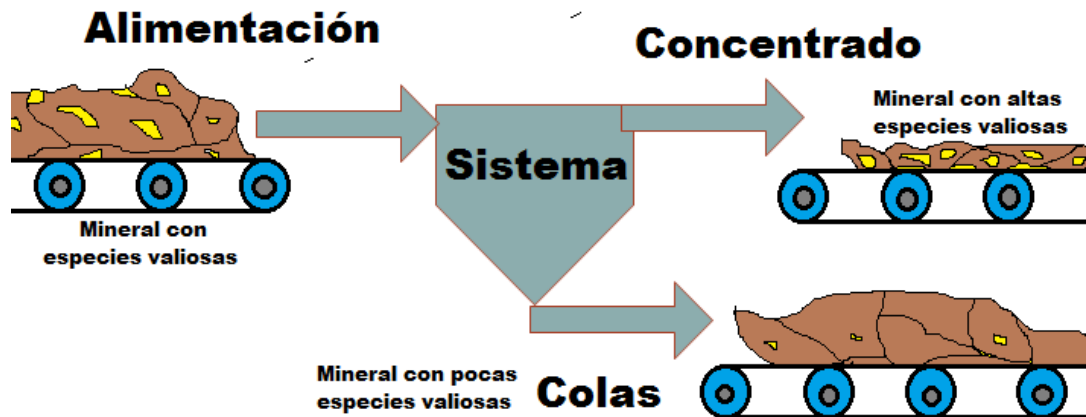 Alimentación
Concentrado
Mineral con altas
especies valiosas
Sistema
Mineral con
especies valiosas
Mineral con pocas
especies valiosas
Colas